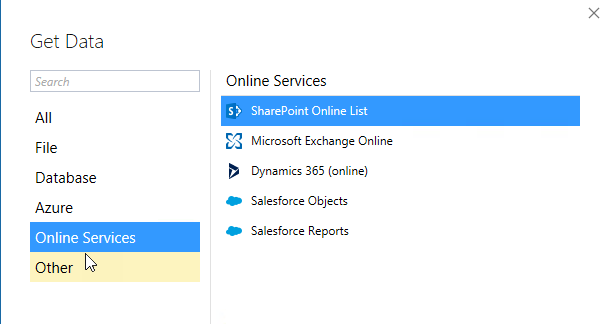 Get Data
Search
All
File
Database
Azure
Online Services
Other
Online Services
SharePoint Online List
Microsoft Exchange Online
Dynamics 365 (online)
Salesforce Objects
Salesforce Reports